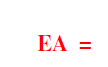 EA =